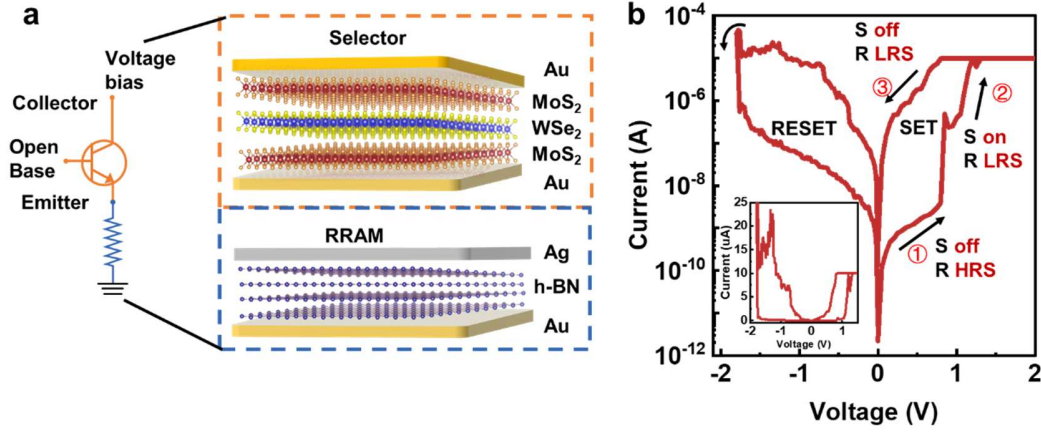 a
Voltage
bias
Collector
Open
Base
Emitter
Selector
Au
MoS₂
WSe₂
MoS₂
Au
RRAM
Ag
h-BN
Au
b
Current (A)
10⁻⁴
10⁻⁶
10⁻⁸
10⁻¹⁰
10⁻¹²
-2
-1
0
1
2
Voltage (V)
S off
R LRS
③
②
RESET
SET
S on
R LRS
①
S off
R HRS
Current (uA)
25
20
15
10
5
0
-2
-1
0
1
Voltage (V)